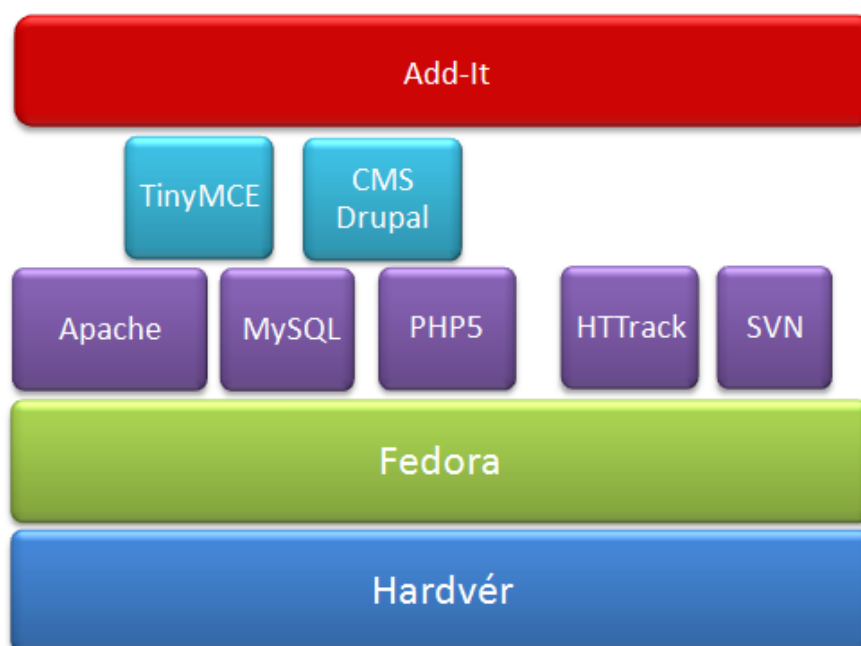 Add-It
TinyMCE
CMS
Drupal
Apache
MySQL
PHP5
HTTrack
SVN
Fedora
Hardvér